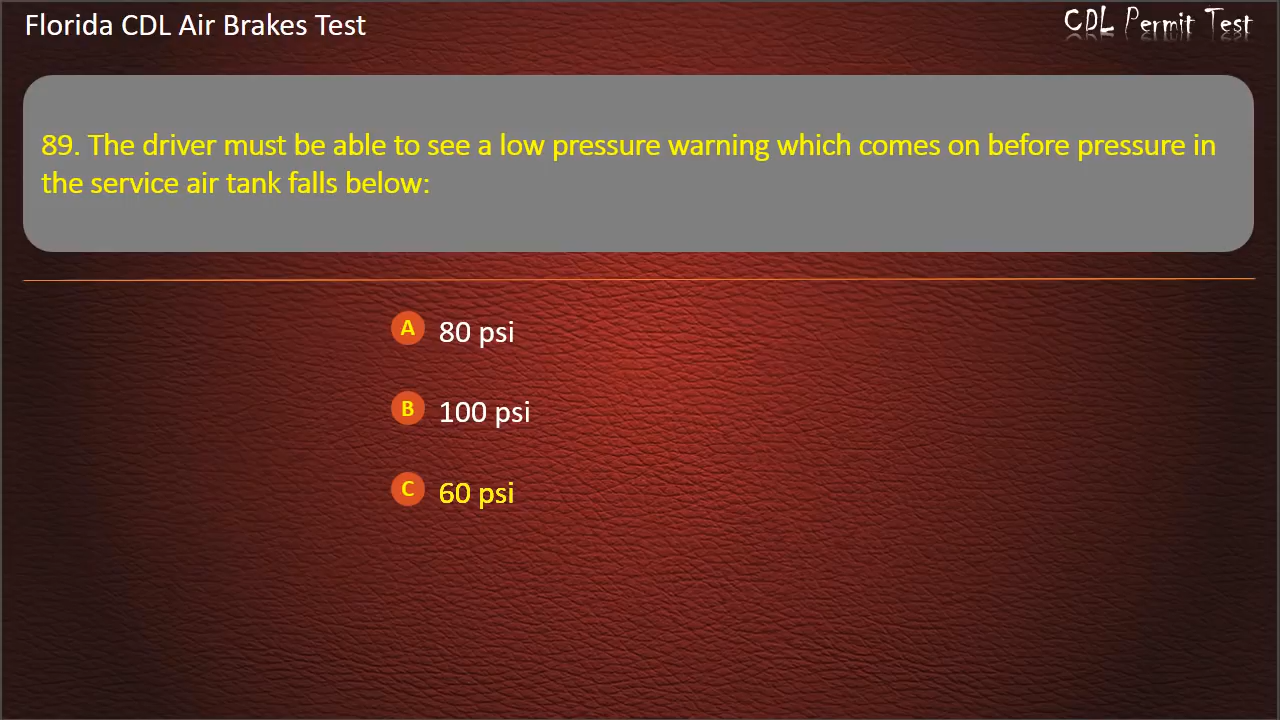 Florida CDL Air Brakes Test
CDL Permit Test
89. The driver must be able to see a low pressure warning which comes on before pressure in
the service air tank falls below:
A 80 psi
B 100 psi
C 60 psi